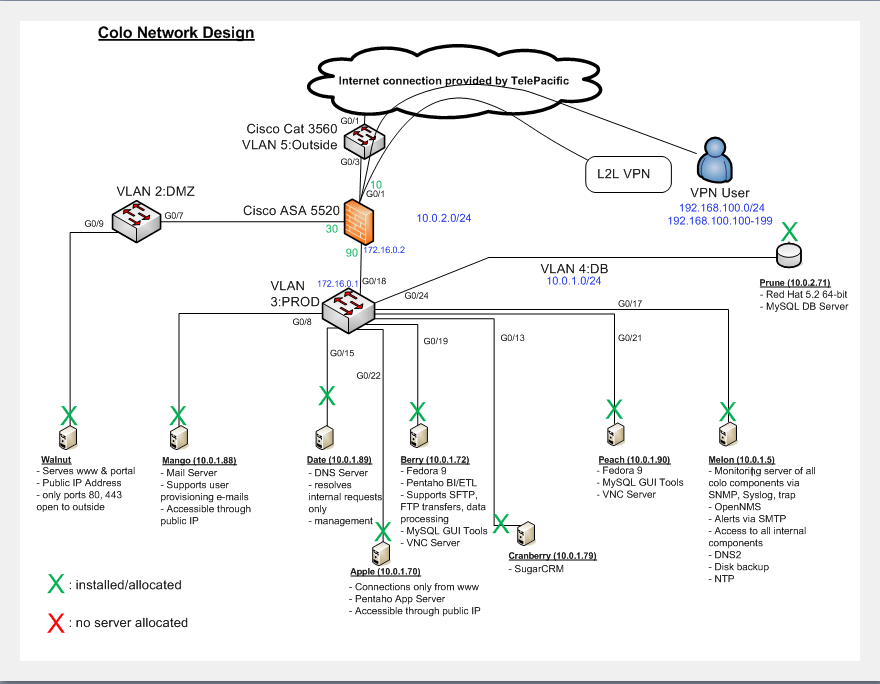 Colo Network Design
Internet connection provided by TelePacific
G0/1
Cisco Cat 3560
VLAN 5:Outside
G0/3
L2L VPN
VPN User
192.168.100.0/24
192.168.100.100-199
10
G0/1
VLAN 2:DMZ
G0/9
G0/7
Cisco ASA 5520
30
10.0.2.0/24
90
172.16.0.2
VLAN
3:PROD
172.16.0.1
G0/18
G0/24
VLAN 4:DB
10.0.1.0/24
X
Prune (10.0.2.71)
- Red Hat 5.2 64-bit
- MySQL DB Server
G0/8
G0/17
G0/15
G0/22
G0/19
G0/13
G0/21
X
Walnut
- Serves www & portal
- Public IP Address
- only ports 80, 443
open to outside
X
Mango (10.0.1.88)
- Mail Server
- Supports user
provisioning e-mails
- Accessible through
public IP
X
Date (10.0.1.89)
- DNS Server
- resolves
internal requests
only
- management
X
Berry (10.0.1.72)
- Fedora 9
- Pentaho BI/ETL
- Supports SFTP,
FTP transfers, data
processing
- MySQL GUI Tools
- VNC Server
X
Peach (10.0.1.90)
- Fedora 9
- MySQL GUI Tools
- VNC Server
X
Melon (10.0.1.5)
- Monitoring server of all
colo components via
SNMP, Syslog, trap
- OpenNMS
- Alerts via SMTP
- Access to all internal
components
- DNS2
- Disk backup
- NTP
X
Apple (10.0.1.70)
- Connections only from www
- Pentaho App Server
- Accessible through public IP
X
Cranberry (10.0.1.79)
- SugarCRM
X : installed/allocated
X : no server allocated